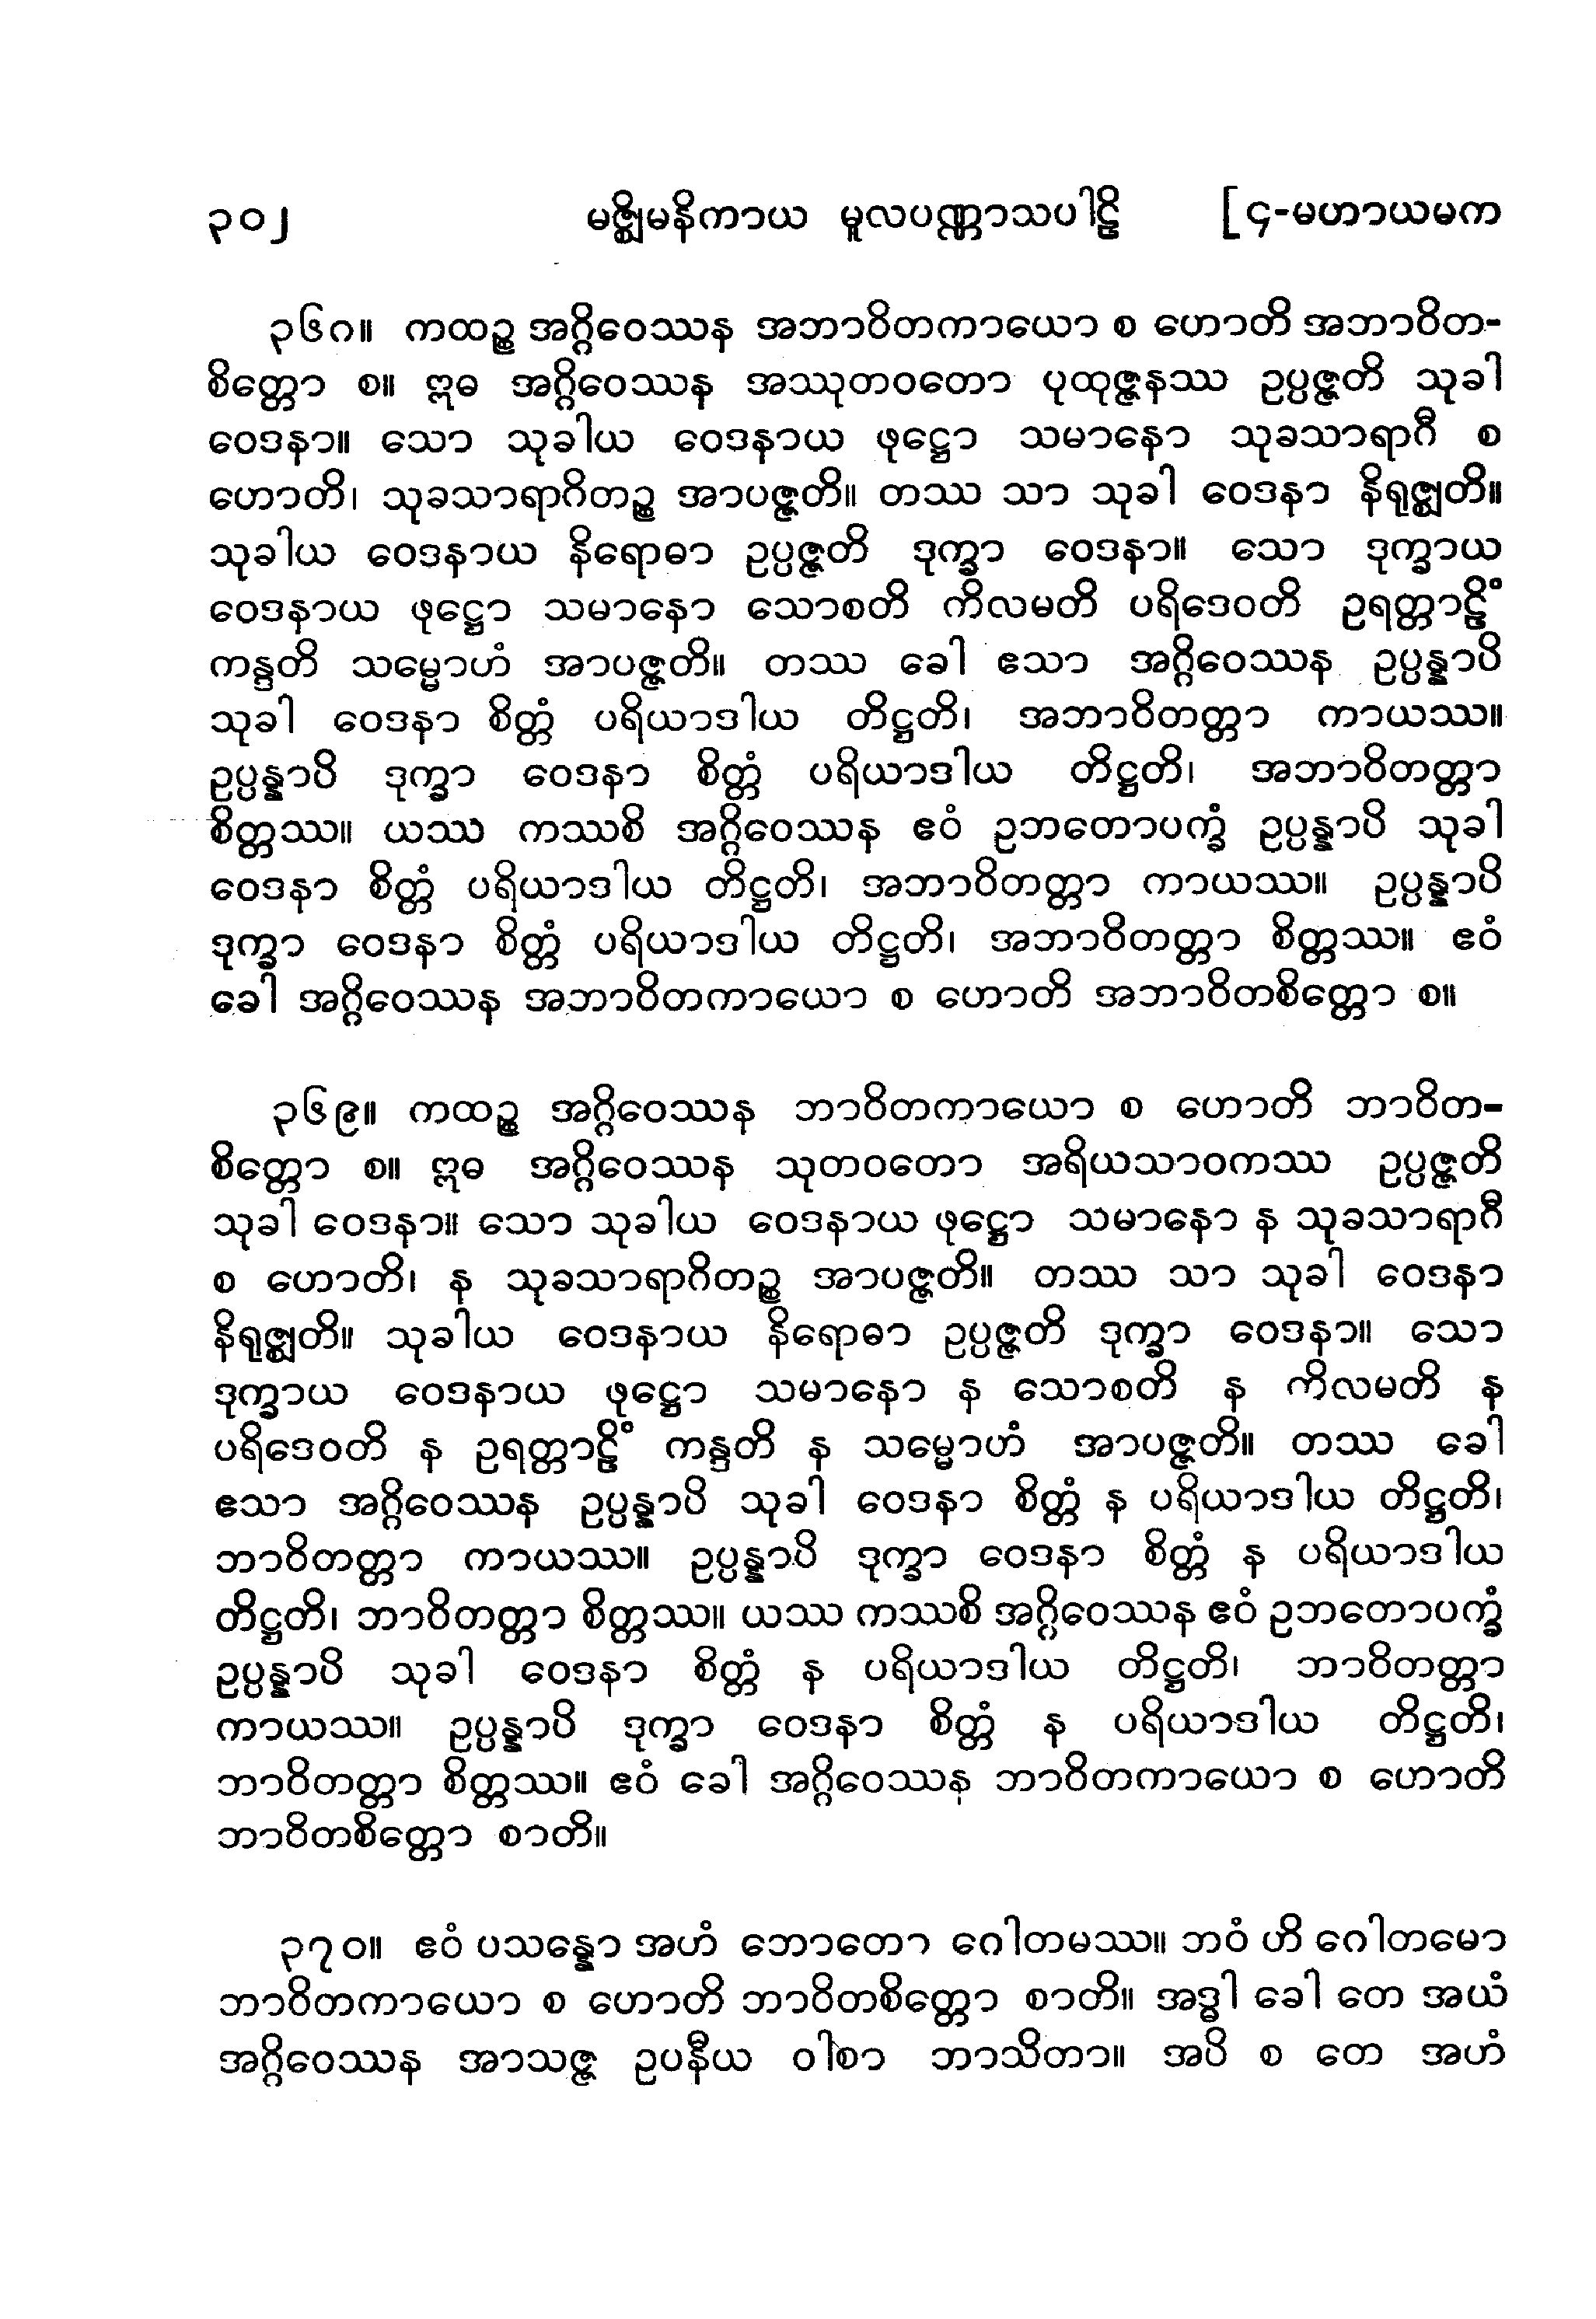 ၃၀၂ မဇ္ဈိမနိကာယ မူလပဏ္ဏာသပါဠိ [၄-မဟာယမက
၃၆၈။ ကထဉ္စ အဂ္ဂိဝေဿန အဘာဝိတကာယော စ ဟောတိ အဘာဝိတ-
စိတ္တော စ။ ဣဓ အဂ္ဂိဝေဿန အဿုတဝတော ပုထုဇ္ဇနဿ ဥပ္ပဇ္ဇတိ သုခါ
ဝေဒနာ။ သော သုခါယ ဝေဒနာယ ဖုဋ္ဌော သမာနော သုခသာရာဂီ စ
ဟောတိ၊ သုခသာရာဂိတဉ္စ အာပဇ္ဇတိ။ တဿ သာ သုခါ ဝေဒနာ နိရုဇ္ဈတိ။
သုခါယ ဝေဒနာယ နိရောဓာ ဥပ္ပဇ္ဇတိ ဒုက္ခာ ဝေဒနာ။ သော ဒုက္ခာယ
ဝေဒနာယ ဖုဋ္ဌော သမာနော သောစတိ ကိလမတိ ပရိဒေဝတိ ဥရတ္တာဠိံ
ကန္ဒတိ သမ္မောဟံ အာပဇ္ဇတိ။ တဿ ခေါ ဧသာ အဂ္ဂိဝေဿန ဥပ္ပန္နာပိ
သုခါ ဝေဒနာ စိတ္တံ ပရိယာဒါယ တိဋ္ဌတိ၊ အဘာဝိတတ္တာ ကာယဿ။
ဥပ္ပန္နာပိ ဒုက္ခာ ဝေဒနာ စိတ္တံ ပရိယာဒါယ တိဋ္ဌတိ၊ အဘာဝိတတ္တာ
စိတ္တဿ။ ယဿ ကဿစိ အဂ္ဂိဝေဿန ဧဝံ ဥဘတောပက္ခံ ဥပ္ပန္နာပိ သုခါ
ဝေဒနာ စိတ္တံ ပရိယာဒါယ တိဋ္ဌတိ၊ အဘာဝိတတ္တာ ကာယဿ။ ဥပ္ပန္နာပိ
ဒုက္ခာ ဝေဒနာ စိတ္တံ ပရိယာဒါယ တိဋ္ဌတိ၊ အဘာဝိတတ္တာ စိတ္တဿ။ ဧဝံ
ခေါ အဂ္ဂိဝေဿန အဘာဝိတကာယော စ ဟောတိ အဘာဝိတစိတ္တော စ။
၃၆၉။ ကထဉ္စ အဂ္ဂိဝေဿန ဘာဝိတကာယော စ ဟောတိ ဘာဝိတ-
စိတ္တော စ။ ဣဓ အဂ္ဂိဝေဿန သုတဝတော အရိယသာဝကဿ ဥပ္ပဇ္ဇတိ
သုခါ ဝေဒနာ။ သော သုခါယ ဝေဒနာယ ဖုဋ္ဌော သမာနော န သုခသာရာဂီ
စ ဟောတိ၊ န သုခသာရာဂိတဉ္စ အာပဇ္ဇတိ။ တဿ သာ သုခါ ဝေဒနာ
နိရုဇ္ဈတိ။ သုခါယ ဝေဒနာယ နိရောဓာ ဥပ္ပဇ္ဇတိ ဒုက္ခာ ဝေဒနာ။ သော
ဒုက္ခာယ ဝေဒနာယ ဖုဋ္ဌော သမာနော န သောစတိ န ကိလမတိ န
ပရိဒေဝတိ န ဥရတ္တာဠိံ ကန္ဒတိ န သမ္မောဟံ အာပဇ္ဇတိ။ တဿ ခေါ
ဧသာ အဂ္ဂိဝေဿန ဥပ္ပန္နာပိ သုခါ ဝေဒနာ စိတ္တံ န ပရိယာဒါယ တိဋ္ဌတိ၊
ဘာဝိတတ္တာ ကာယဿ။ ဥပ္ပန္နာပိ ဒုက္ခာ ဝေဒနာ စိတ္တံ န ပရိယာဒါယ
တိဋ္ဌတိ၊ ဘာဝိတတ္တာ စိတ္တဿ။ ယဿ ကဿစိ အဂ္ဂိဝေဿန ဧဝံ ဥဘတောပက္ခံ
ဥပ္ပန္နာပိ သုခါ ဝေဒနာ စိတ္တံ န ပရိယာဒါယ တိဋ္ဌတိ၊ ဘာဝိတတ္တာ
ကာယဿ။ ဥပ္ပန္နာပိ ဒုက္ခာ ဝေဒနာ စိတ္တံ န ပရိယာဒါယ တိဋ္ဌတိ၊
ဘာဝိတတ္တာ စိတ္တဿ။ ဧဝံ ခေါ အဂ္ဂိဝေဿန ဘာဝိတကာယော စ ဟောတိ
ဘာဝိတစိတ္တော စာတိ။
၃၇၀။ ဧဝံ ပသန္နော အဟံ ဘောတော ဂေါတမဿ။ ဘဝံ ဟိ ဂေါတမော
ဘာဝိတကာယော စ ဟောတိ ဘာဝိတစိတ္တော စာတိ။ အဒ္ဓါ ခေါ တေ အယံ
အဂ္ဂိဝေဿန အာသဇ္ဇ ဥပနီယ ဝါစာ ဘာသိတာ။ အပိ စ တေ အဟံ